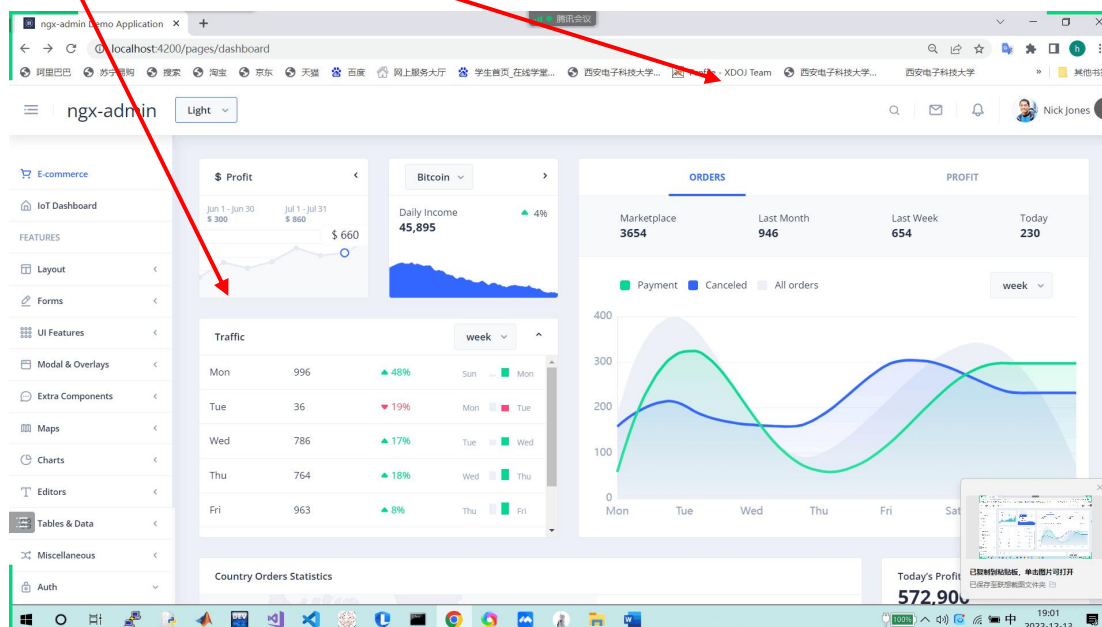 ngx-admin Demo Application
腾讯会议
localhost:4200/pages/dashboard
阿里巴巴 苏宁易购 搜索 淘宝 京东 天猫 百度 网上服务大厅 学生首页_在线学堂... 西安电子科技大学... Profile - XDOJ Team 西安电子科技大学... 西安电子科技大学 » 其他书签
ngx-admin Light Nick Jones
E-commerce
IoT Dashboard
FEATURES
Layout
Forms
UI Features
Modal & Overlays
Extra Components
Maps
Charts
Editors
Tables & Data
Miscellaneous
Auth
$ Profit
Jun 1 - Jun 30 Jul 1 - Jul 31
$ 300 $ 860
$ 660
Bitcoin
Daily Income 4%
45,895
Traffic week
Mon 996 48% Sun Mon
Tue 36 19% Mon Tue
Wed 786 17% Tue Wed
Thu 764 18% Wed Thu
Fri 963 8% Thu Fri
ORDERS PROFIT
Marketplace Last Month Last Week Today
3654 946 654 230
Payment Canceled All orders week
400
300
200
100
0
Mon Tue Wed Thu Fri Sat
Country Orders Statistics
Today's Profit
572,900
已复制到粘贴板，单击图片可打开
已保存至联想截图文件夹
100% 中 19:01
2022-12-13